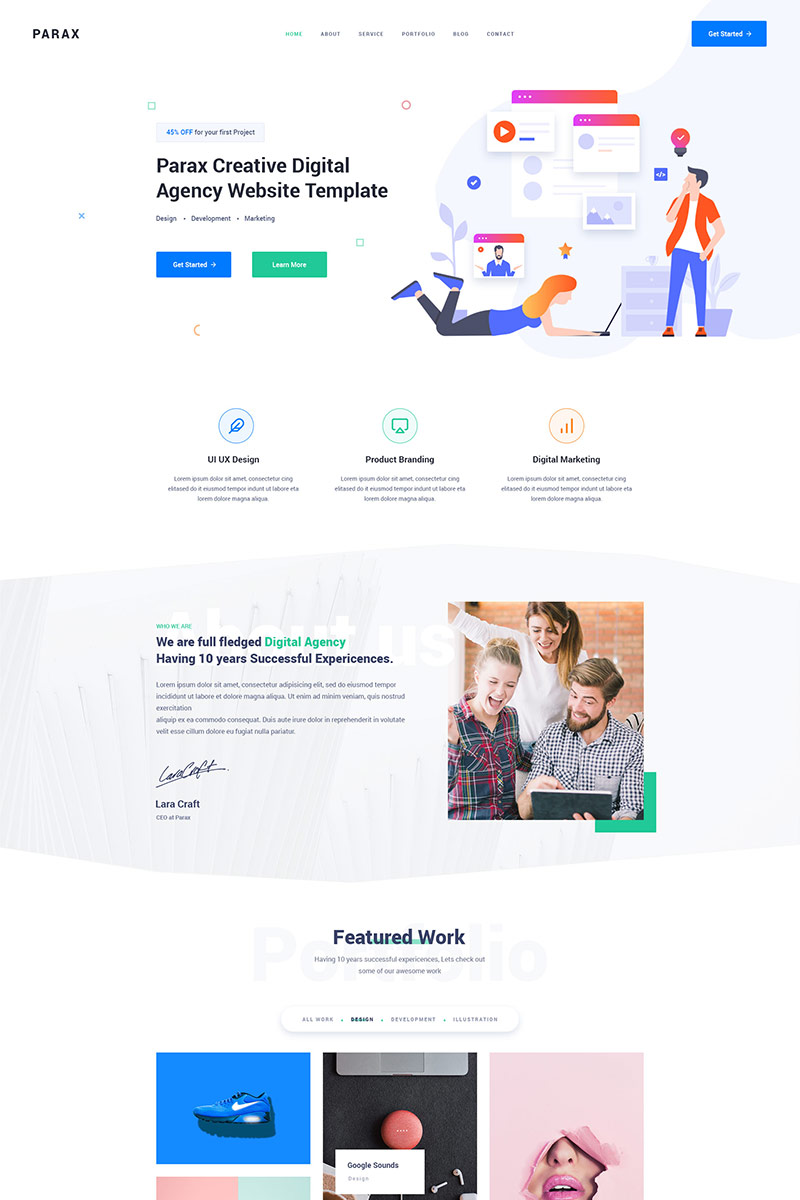 PARAX
HOME ABOUT SERVICE PORTFOLIO BLOG CONTACT
Get Started →
45% OFF for your first Project
Parax Creative Digital
Agency Website Template
Design • Development • Marketing
Get Started →
Learn More
</>
UI UX Design
Lorem ipsum dolor sit amet, consectetur cing
elitased do it eiusmod tempor indunt ut labore eta
lorem dolore magna aliqua.
Product Branding
Lorem ipsum dolor sit amet, consectetur cing
elitased do it eiusmod tempor indunt ut labore eta
lorem dolore magna aliqua.
Digital Marketing
Lorem ipsum dolor sit amet, consectetur cing
elitased do it eiusmod tempor indunt ut labore eta
lorem dolore magna aliqua.
About us
WHO WE ARE
We are full fledged Digital Agency
Having 10 years Successful Expericences.
Lorem ipsum dolor sit amet, consectetur adipisicing elit, sed do eiusmod tempor
incididunt ut labore et dolore magna aliqua. Ut enim ad minim veniam, quis nostrud
exercitation
aliquip ex ea commodo consequat. Duis aute irure dolor in reprehenderit in volutate
velit esse cillum dolore eu fugiat nulla pariatur.
LaraCraft
Lara Craft
CEO at Parax
Portfolio
Featured Work
Having 10 years successful expericences, Lets check out
some of our awesome work
ALL WORK • DESIGN • DEVELOPMENT • ILLUSTRATION
Google Sounds
Design